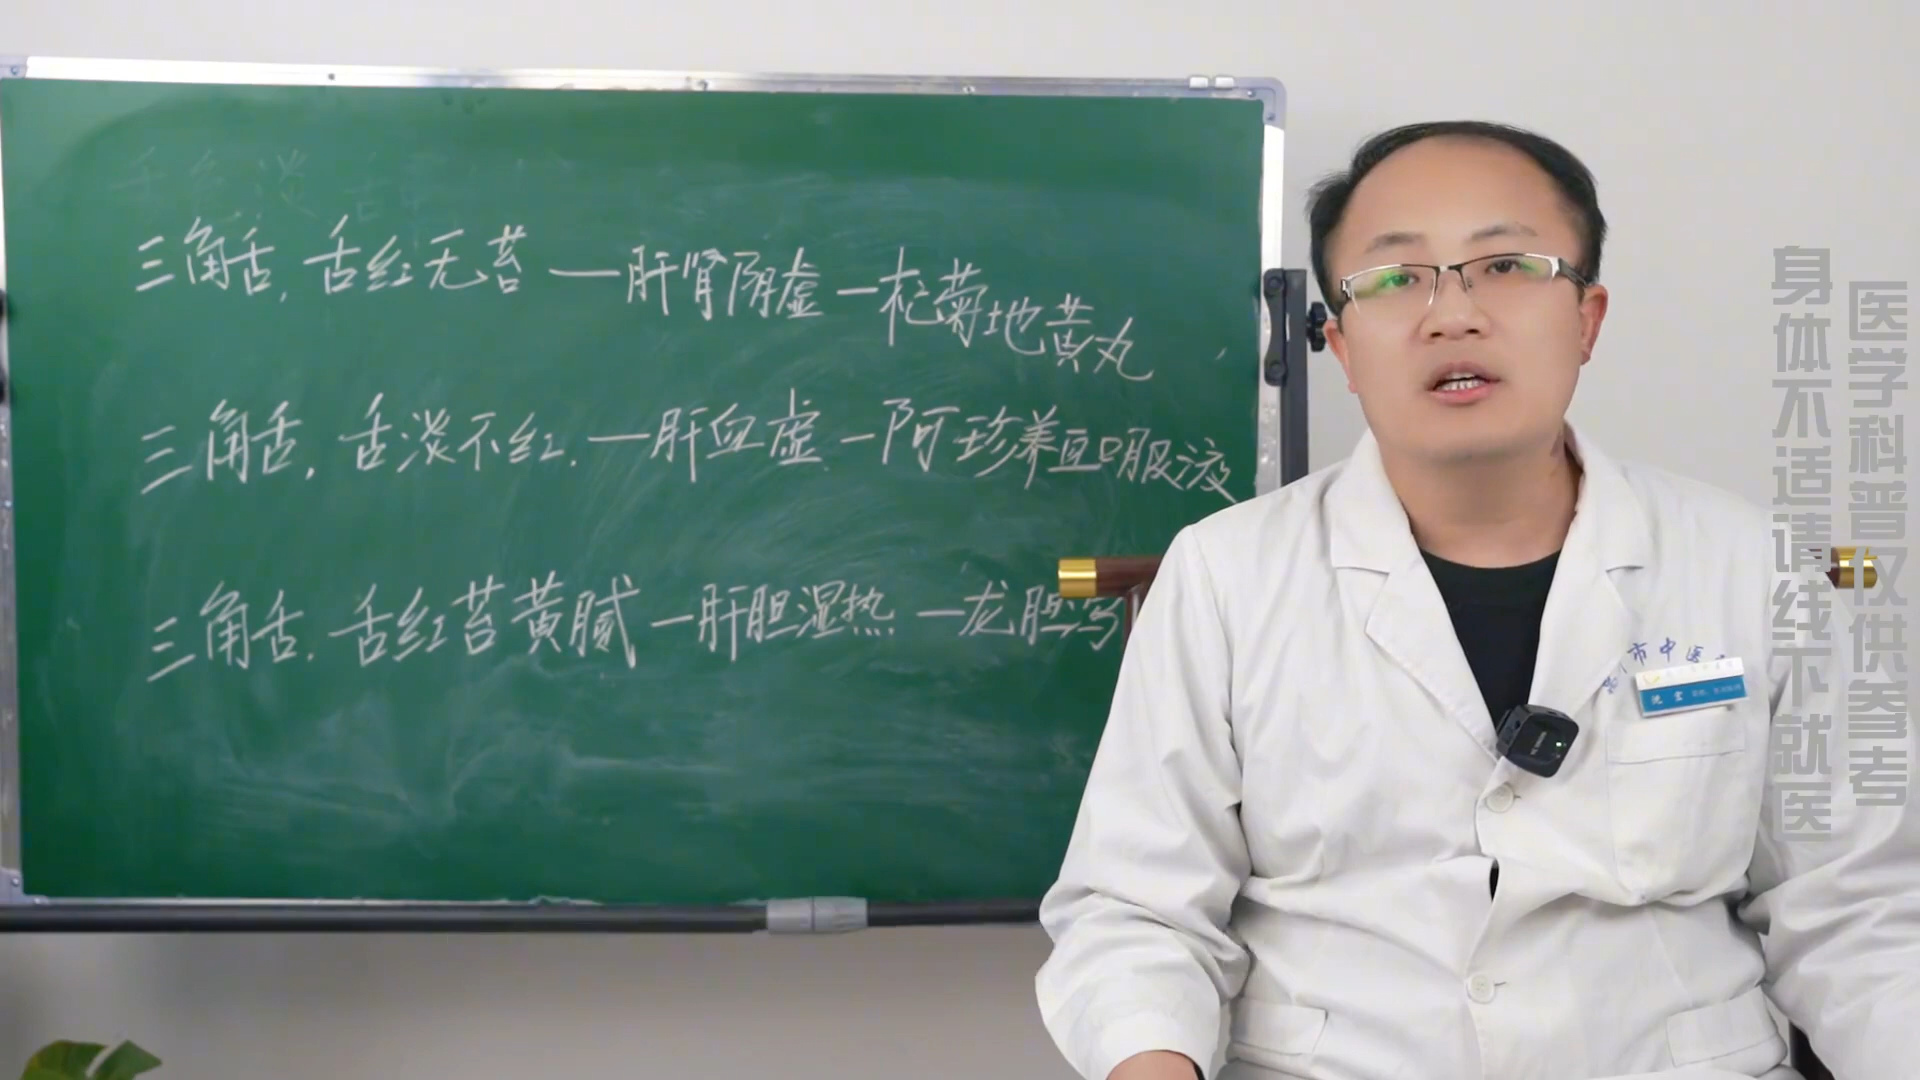 三角舌，舌红无苔—肝肾阴虚—杞菊地黄丸
三角舌，舌淡不红.—肝血虚—阿珍养血口服液
三角舌，舌红苔黄腻—肝胆湿热—龙胆泻
市中医
沈宏
医学科普仅供参考
身体不适请线下就医